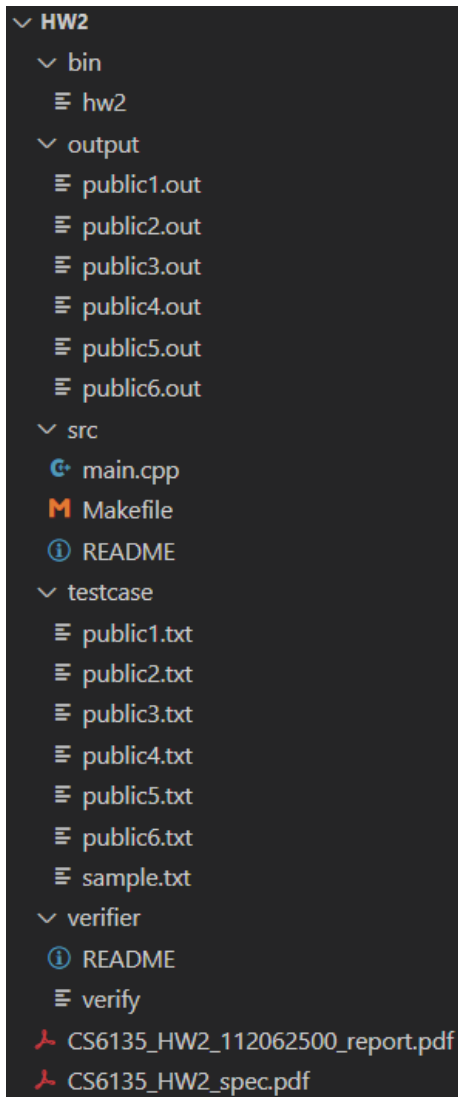 HW2
bin
hw2
output
public1.out
public2.out
public3.out
public4.out
public5.out
public6.out
src
main.cpp
M Makefile
README
testcase
public1.txt
public2.txt
public3.txt
public4.txt
public5.txt
public6.txt
sample.txt
verifier
README
verify
CS6135_HW2_112062500_report.pdf
CS6135_HW2_spec.pdf